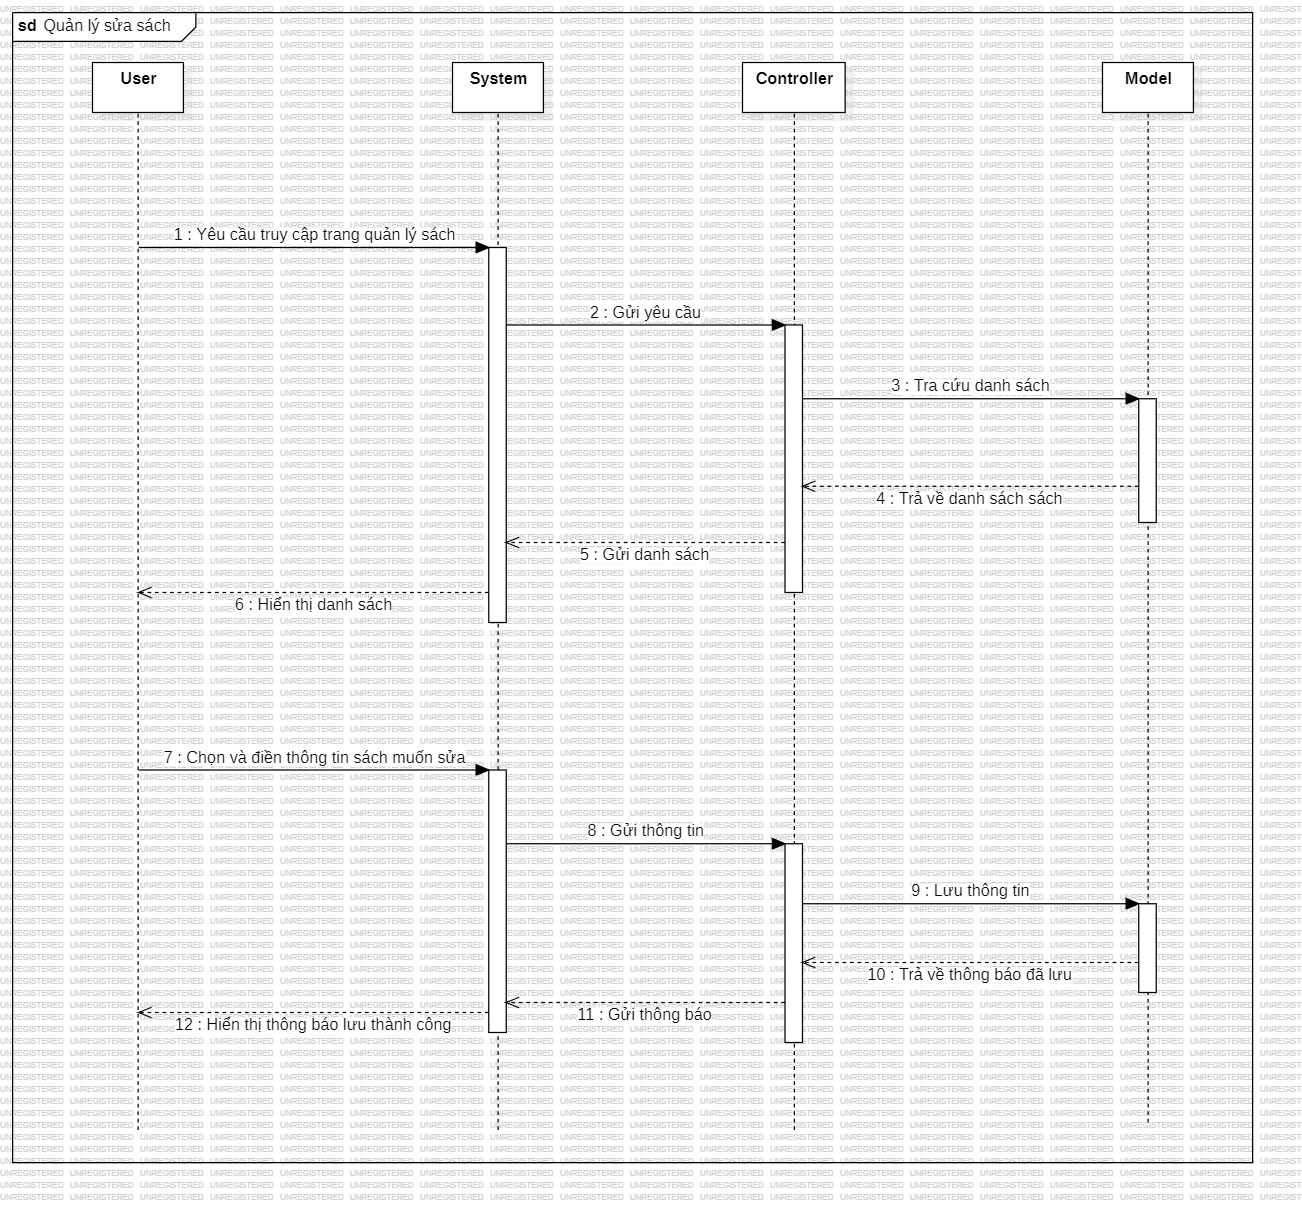 sd Quản lý sửa sách
User
System
Controller
Model
1 : Yêu cầu truy cập trang quản lý sách
2 : Gửi yêu cầu
3 : Tra cứu danh sách
4 : Trả về danh sách sách
5 : Gửi danh sách
6 : Hiển thị danh sách
7 : Chọn và điền thông tin sách muốn sửa
8 : Gửi thông tin
9 : Lưu thông tin
10 : Trả về thông báo đã lưu
11 : Gửi thông báo
12 : Hiển thị thông báo lưu thành công
UNREGISTERED